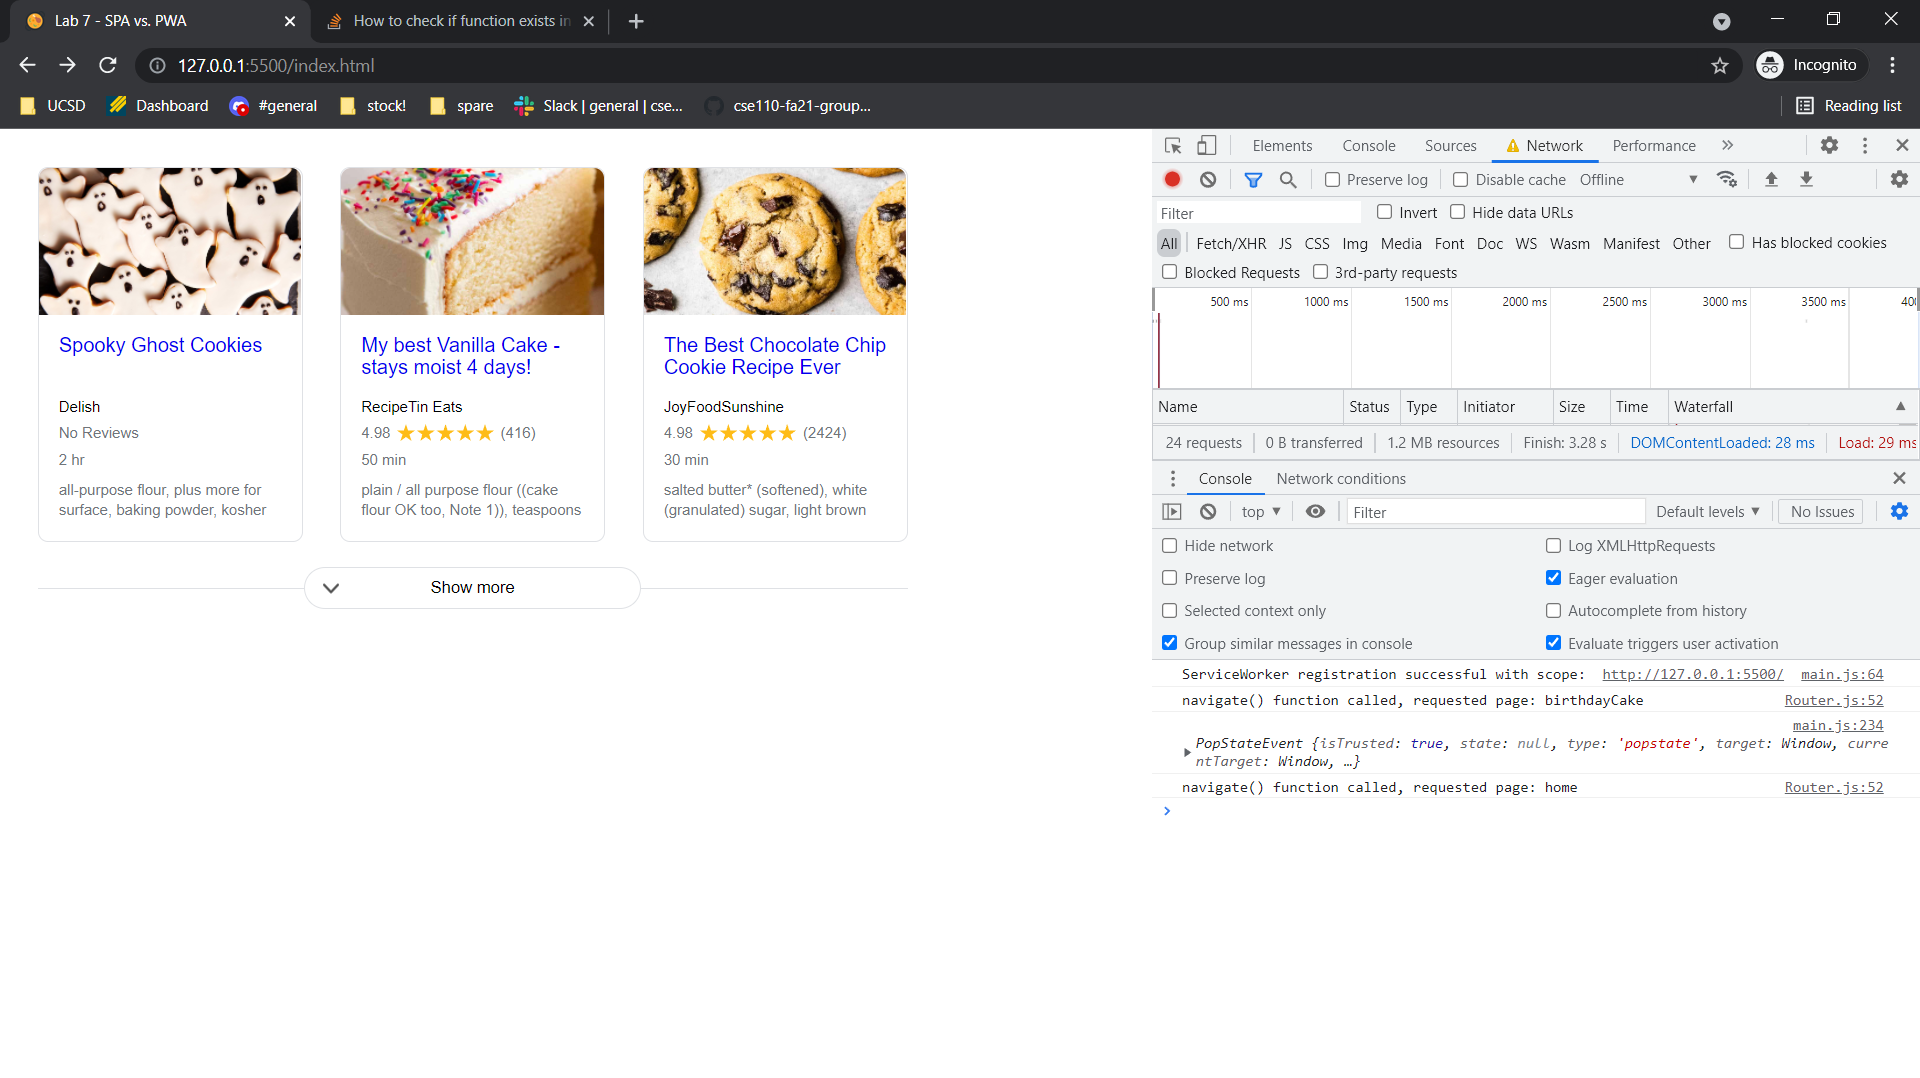 Lab 7 - SPA vs. PWA
How to check if function exists in
127.0.0.1:5500/index.html
Incognito
UCSD
Dashboard
#general
stock!
spare
Slack | general | cse...
cse110-fa21-group...
Reading list
Spooky Ghost Cookies
Delish
No Reviews
2 hr
all-purpose flour, plus more for
surface, baking powder, kosher
My best Vanilla Cake -
stays moist 4 days!
RecipeTin Eats
4.98 ★★★★★ (416)
50 min
plain / all purpose flour ((cake
flour OK too, Note 1)), teaspoons
The Best Chocolate Chip
Cookie Recipe Ever
JoyFoodSunshine
4.98 ★★★★★ (2424)
30 min
salted butter* (softened), white
(granulated) sugar, light brown
Show more
Elements Console Sources Network Performance
Preserve log Disable cache Offline
Filter Invert Hide data URLs
All Fetch/XHR JS CSS Img Media Font Doc WS Wasm Manifest Other Has blocked cookies
Blocked Requests 3rd-party requests
500 ms 1000 ms 1500 ms 2000 ms 2500 ms 3000 ms 3500 ms
Name Status Type Initiator Size Time Waterfall
24 requests 0 B transferred 1.2 MB resources Finish: 3.28 s DOMContentLoaded: 28 ms Load: 29 ms
Console Network conditions
top Filter Default levels No Issues
Hide network Log XMLHttpRequests
Preserve log Eager evaluation
Selected context only Autocomplete from history
Group similar messages in console Evaluate triggers user activation
ServiceWorker registration successful with scope: http://127.0.0.1:5500/ main.js:64
navigate() function called, requested page: birthdayCake Router.js:52
main.js:234
PopStateEvent {isTrusted: true, state: null, type: 'popstate', target: Window, curre
ntTarget: Window, …}
navigate() function called, requested page: home Router.js:52